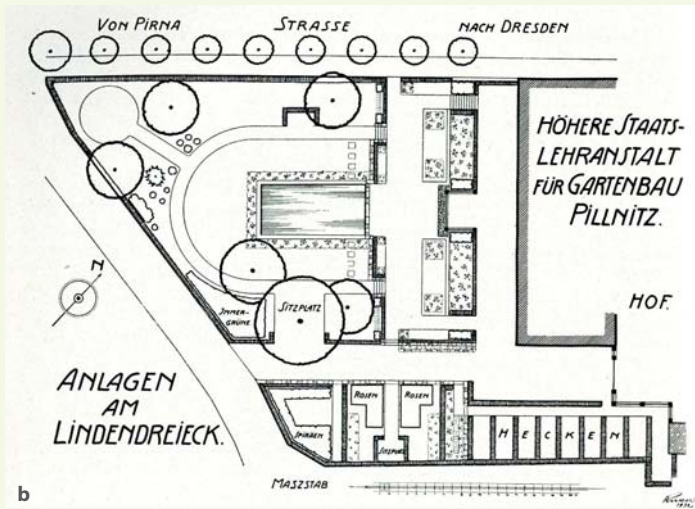 VON PIRNA STRASSE NACH DRESDEN
HÖHERE STAATS-
LEHRANSTALT
FÜR GARTENBAU
PILLNITZ.
N
HOF.
IMMER-
GRÜNE
SITZPLATZ
ANLAGEN
AM
LINDENDREIECK.
SPIRÄEN
ROSEN
ROSEN
SITZPLATZ
HECKEN
MASZSTAB
b